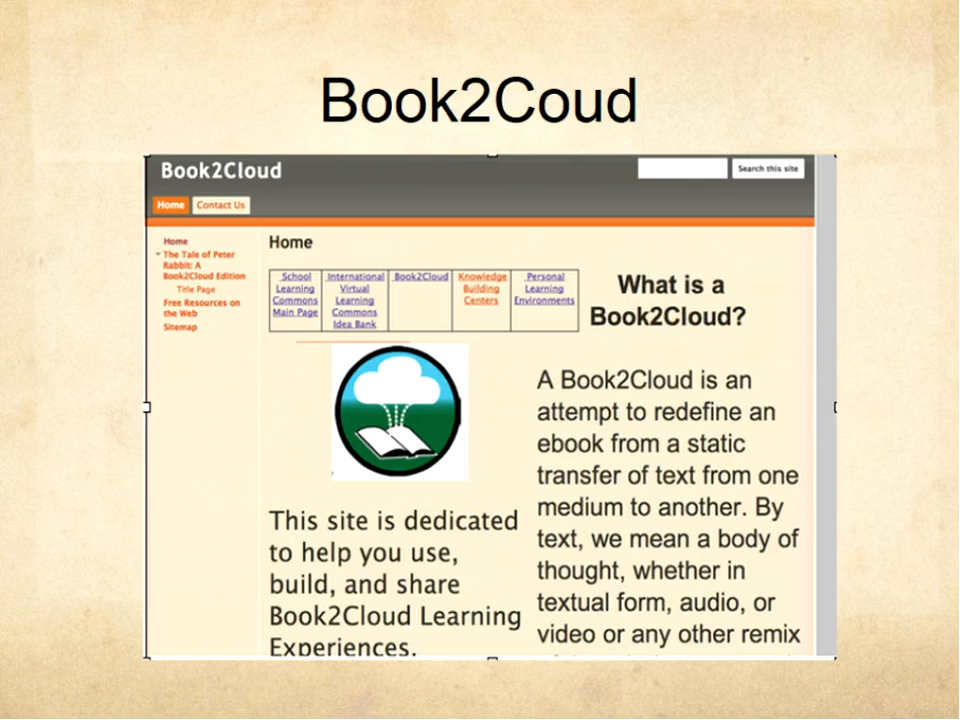 Book2Coud
Book2Cloud
Search this site
Home
Contact Us
Home
The Tale of Peter
Rabbit: A
Book2Cloud Edition
Title Page
Free Resources on
the Web
Sitemap
Home
School
Learning
Commons
Main Page
International
Virtual
Learning
Commons
Idea Bank
Book2Cloud
Knowledge
Building
Centers
Personal
Learning
Environments
This site is dedicated
to help you use,
build, and share
Book2Cloud Learning
Experiences.
What is a
Book2Cloud?
A Book2Cloud is an
attempt to redefine an
ebook from a static
transfer of text from one
medium to another. By
text, we mean a body of
thought, whether in
textual form, audio, or
video or any other remix